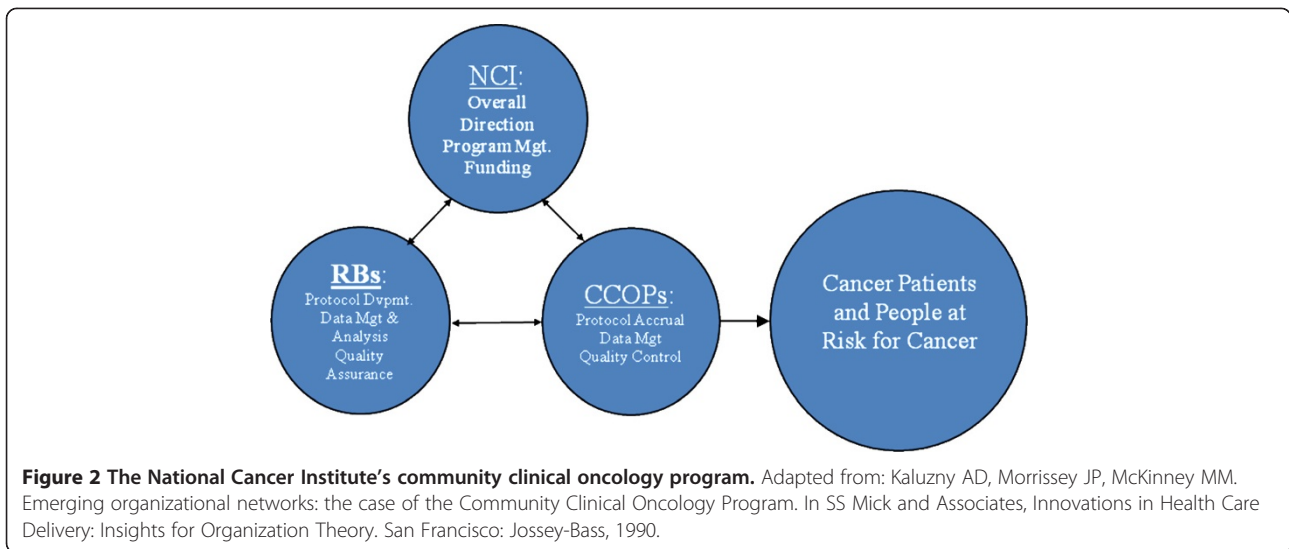 NCI:
Overall
Direction
Program Mgt.
Funding
RBs:
Protocol Dvpmt.
Data Mgt &
Analysis
Quality
Assurance
CCOPs:
Protocol Accrual
Data Mgt
Quality Control
Cancer Patients
and People at
Risk for Cancer
Figure 2 The National Cancer Institute's community clinical oncology program. Adapted from: Kaluzny AD, Morrissey JP, McKinney MM.
Emerging organizational networks: the case of the Community Clinical Oncology Program. In SS Mick and Associates, Innovations in Health Care
Delivery: Insights for Organization Theory. San Francisco: Jossey-Bass, 1990.